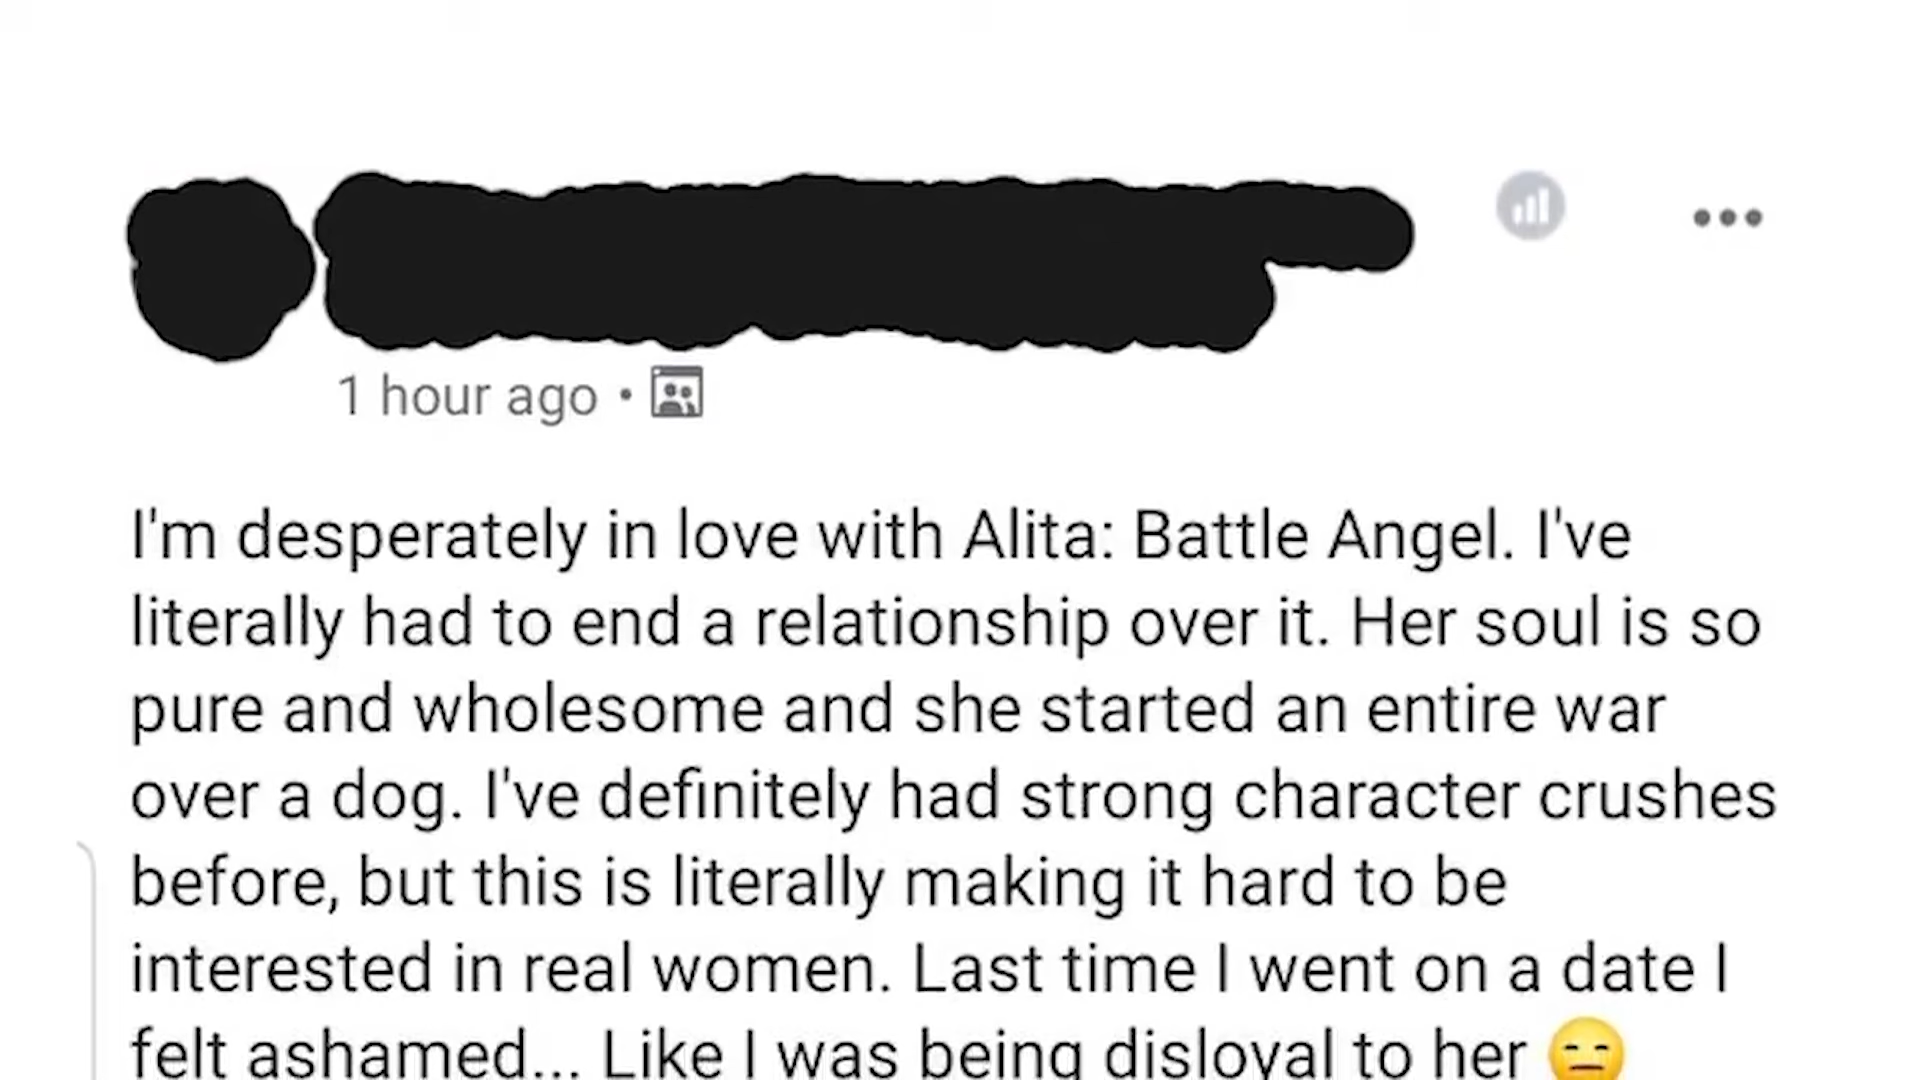 1 hour ago •
I'm desperately in love with Alita: Battle Angel. I've
literally had to end a relationship over it. Her soul is so
pure and wholesome and she started an entire war
over a dog. I've definitely had strong character crushes
before, but this is literally making it hard to be
interested in real women. Last time I went on a date I
felt ashamed... Like I was being disloyal to her 😑